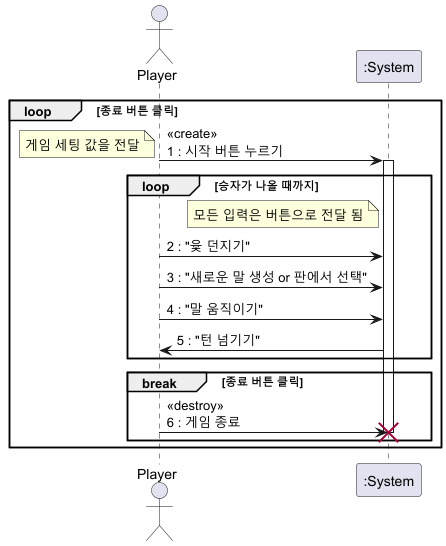 Player
:System
loop [종료 버튼 클릭]
게임 세팅 값을 전달
«create»
1 : 시작 버튼 누르기
loop [승자가 나올 때까지]
모든 입력은 버튼으로 전달 됨
2 : "윷 던지기"
3 : "새로운 말 생성 or 판에서 선택"
4 : "말 움직이기"
5 : "턴 넘기기"
break [종료 버튼 클릭]
«destroy»
6 : 게임 종료
Player
:System